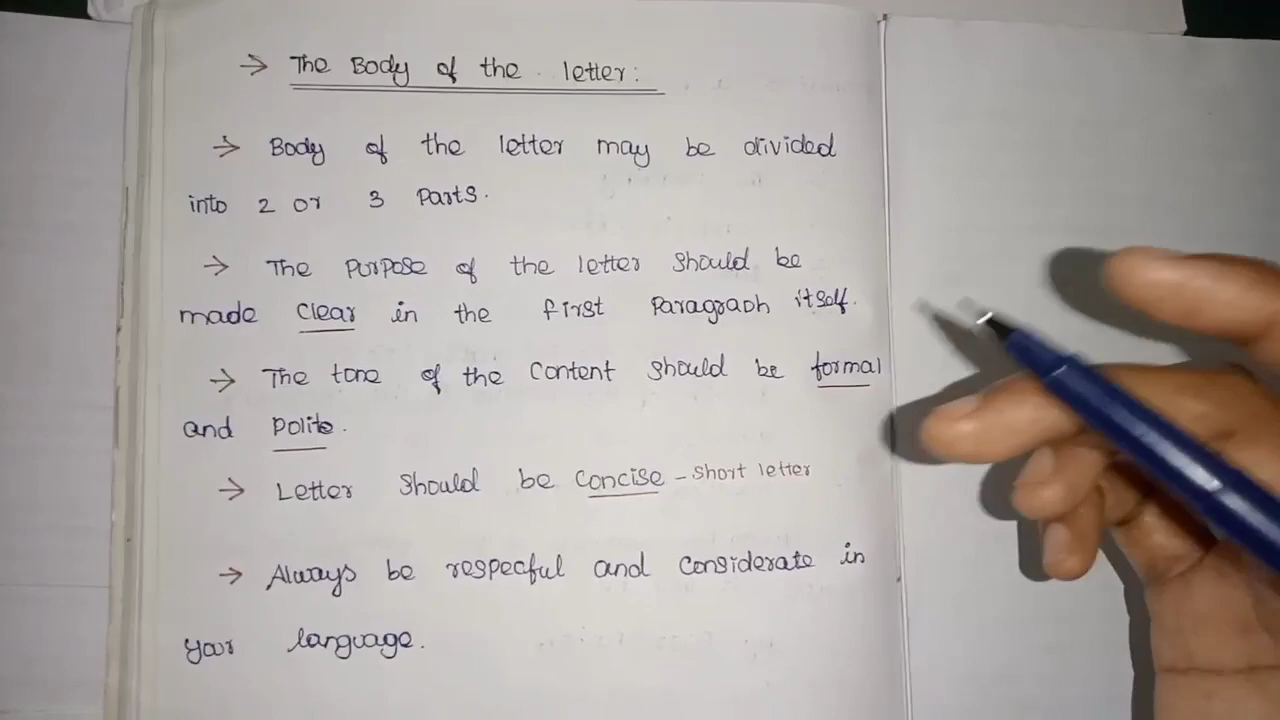 → The Body of the letter:
→ Body of the letter may be divided
into 2 or 3 Parts.
→ The Purpose of the letter should be
made Clear in the first Paragraph itself.
→ The tone of the Content should be formal
and Polite.
→ Letter should be Concise - Short letter
→ Always be respecful and considerate in
your language.